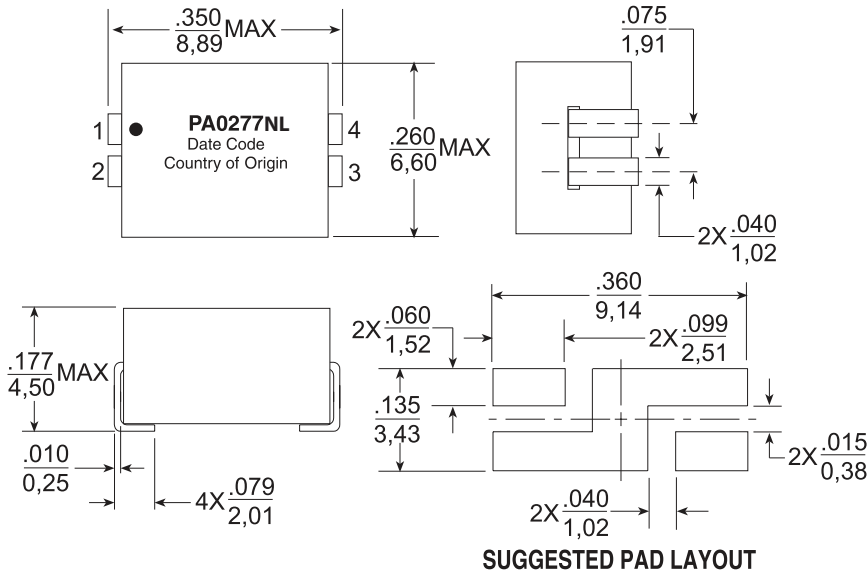 .350
8,89 MAX
1
2
PA0277NL
Date Code
Country of Origin
4
3
.260
6,60 MAX
.075
1,91
2X .040
1,02
.177
4,50 MAX
.010
0,25
4X .079
2,01
.360
9,14
2X .060
1,52
2X .099
2,51
.135
3,43
2X .015
0,38
2X .040
1,02
SUGGESTED PAD LAYOUT